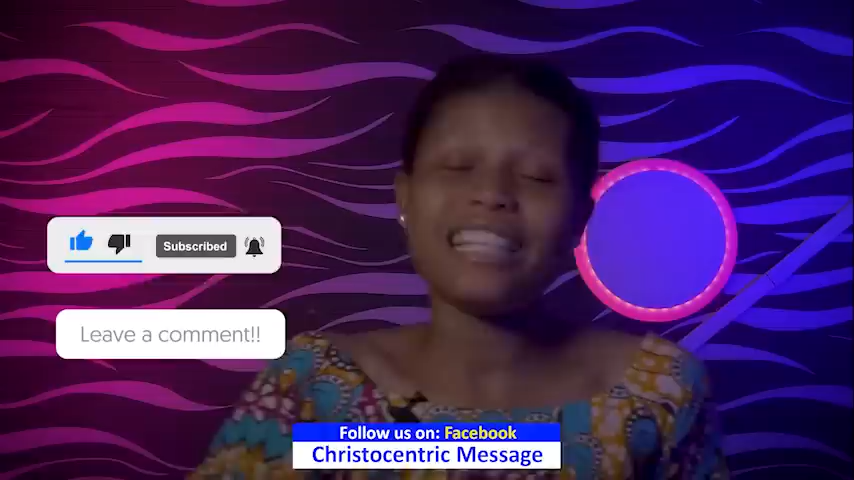 Subscribed
Leave a comment!!
Follow us on: Facebook
Christocentric Message